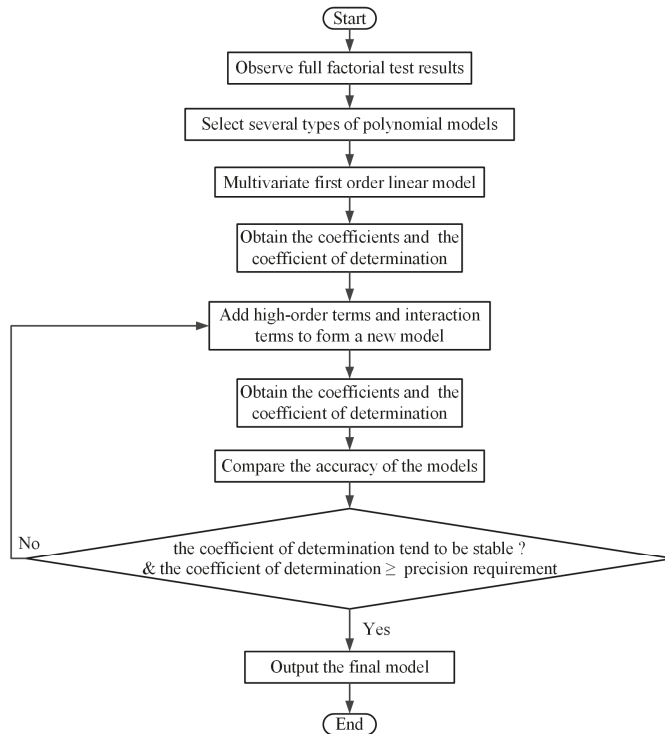 Start
Observe full factorial test results
Select several types of polynomial models
Multivariate first order linear model
Obtain the coefficients and the
coefficient of determination
Add high-order terms and interaction
terms to form a new model
Obtain the coefficients and the
coefficient of determination
Compare the accuracy of the models
No
the coefficient of determination tend to be stable ?
& the coefficient of determination ≥ precision requirement
Yes
Output the final model
End